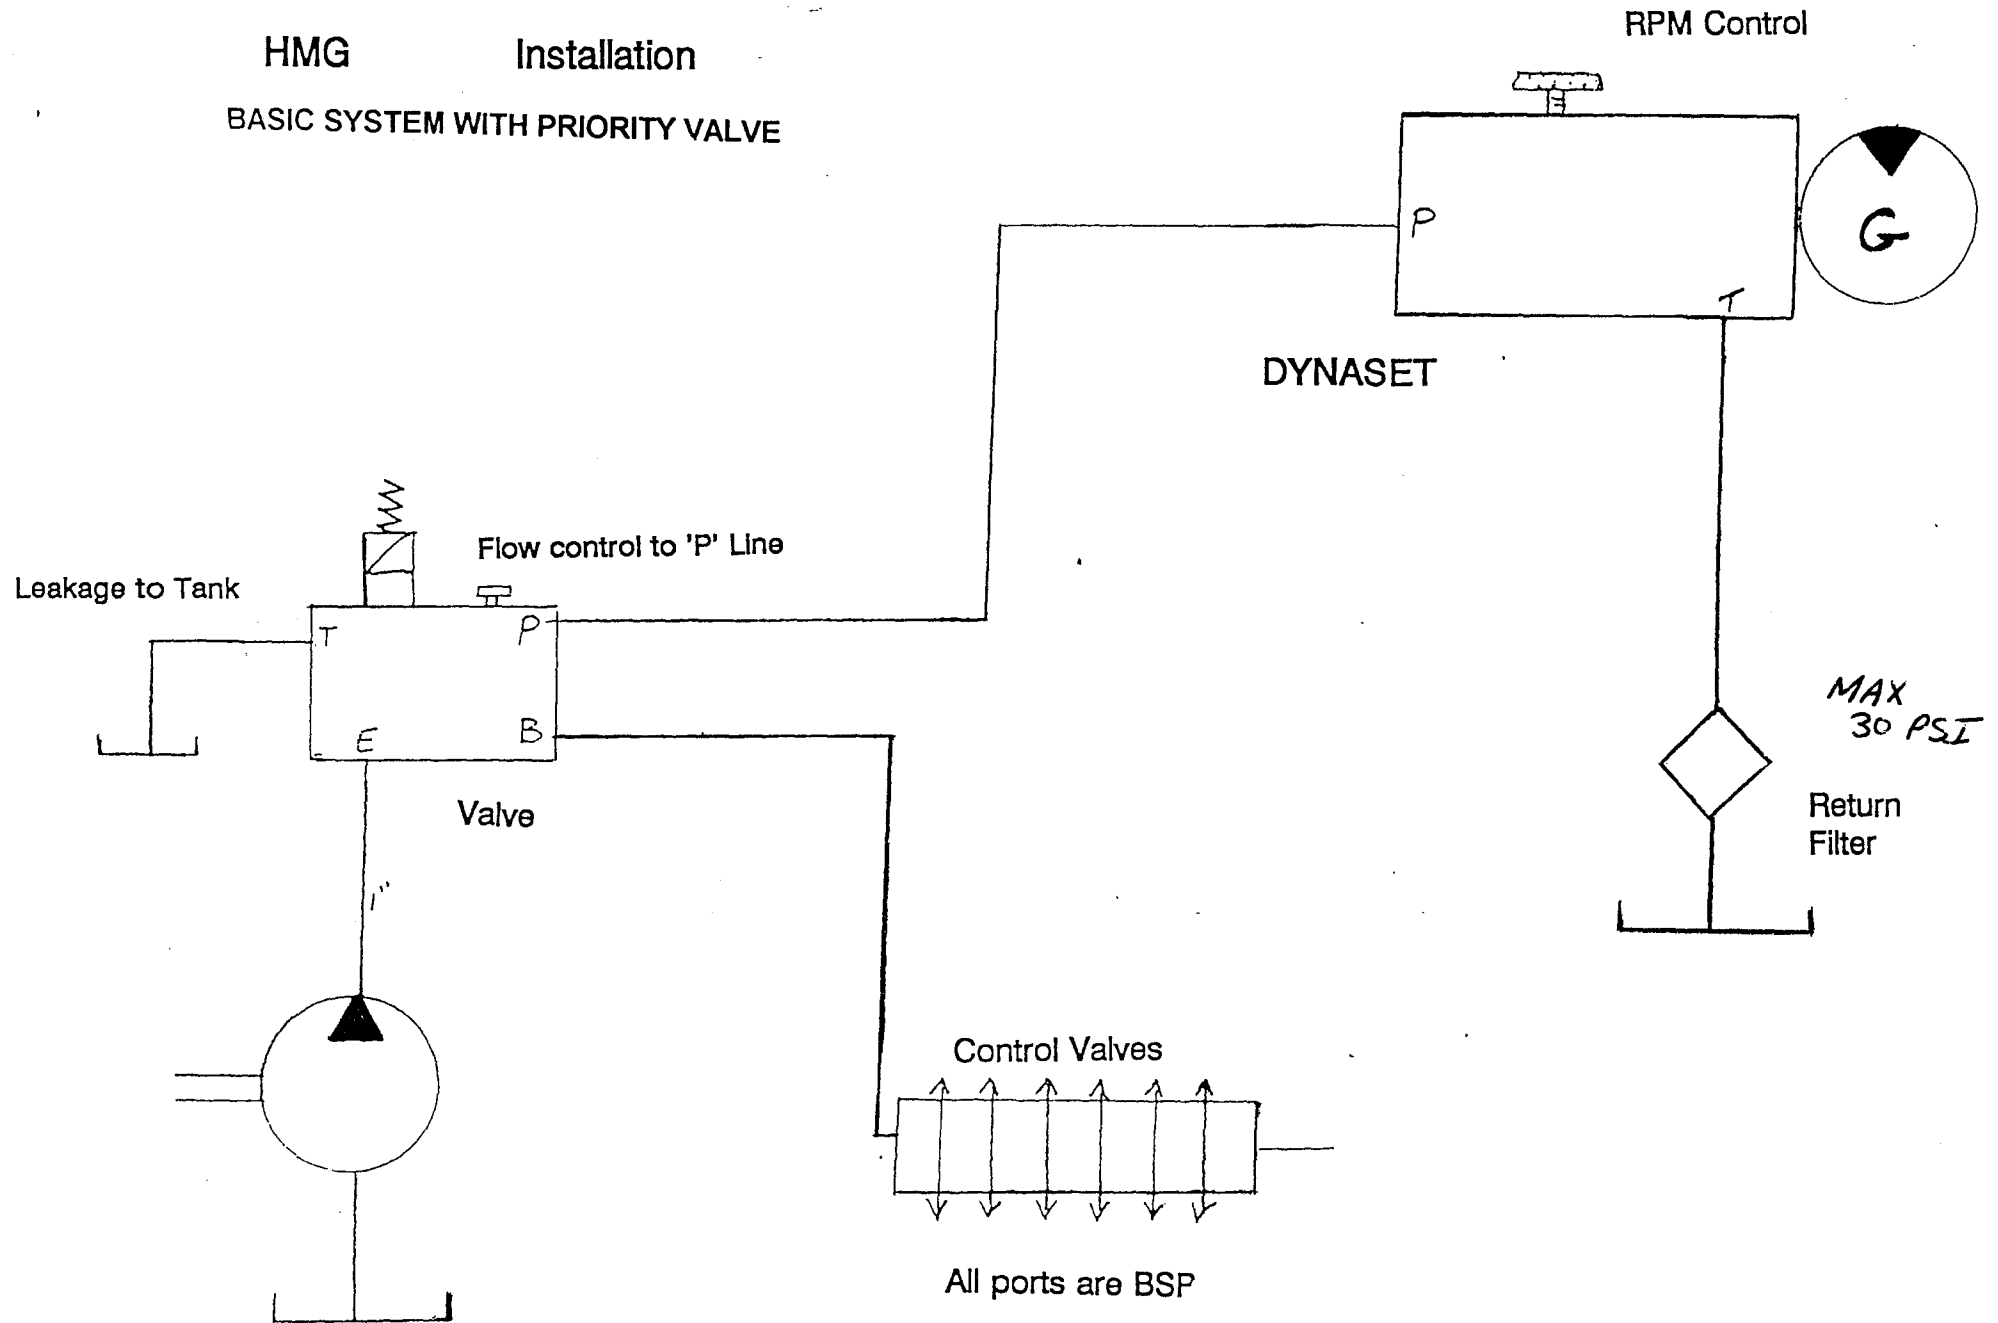 HMG Installation
BASIC SYSTEM WITH PRIORITY VALVE
RPM Control
P
G
T
DYNASET
Flow control to 'P' Line
Leakage to Tank
T
P
E
B
Valve
1"
MAX
30 PSI
Return
Filter
Control Valves
All ports are BSP